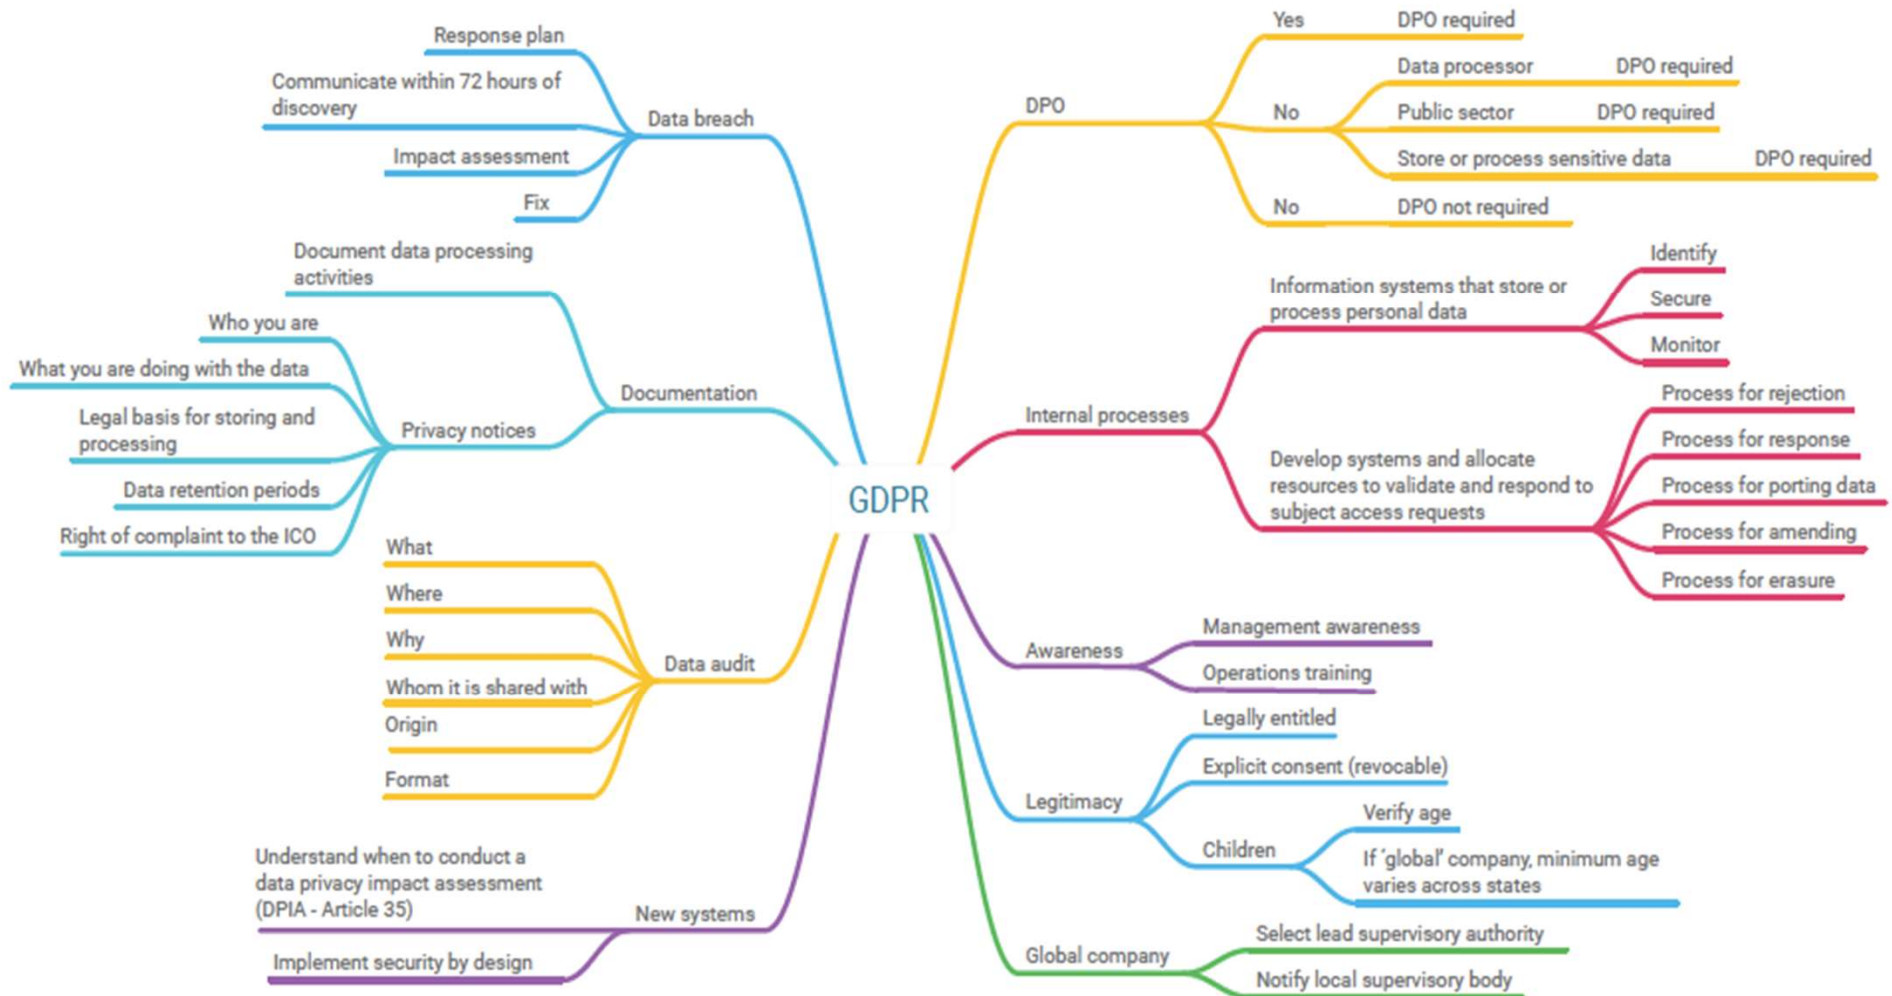 Response plan
Communicate within 72 hours of
discovery
Impact assessment
Fix
Data breach
Document data processing
activities
Who you are
What you are doing with the data
Legal basis for storing and
processing
Data retention periods
Right of complaint to the ICO
Privacy notices
Documentation
What
Where
Why
Whom it is shared with
Origin
Format
Data audit
Understand when to conduct a
data privacy impact assessment
(DPIA - Article 35)
Implement security by design
New systems
GDPR
DPO
Yes DPO required
No
Data processor DPO required
Public sector DPO required
Store or process sensitive data DPO required
No DPO not required
Internal processes
Information systems that store or
process personal data
Identify
Secure
Monitor
Develop systems and allocate
resources to validate and respond to
subject access requests
Process for rejection
Process for response
Process for porting data
Process for amending
Process for erasure
Awareness
Management awareness
Operations training
Legitimacy
Legally entitled
Explicit consent (revocable)
Children
Verify age
If ‘global’ company, minimum age
varies across states
Global company
Select lead supervisory authority
Notify local supervisory body